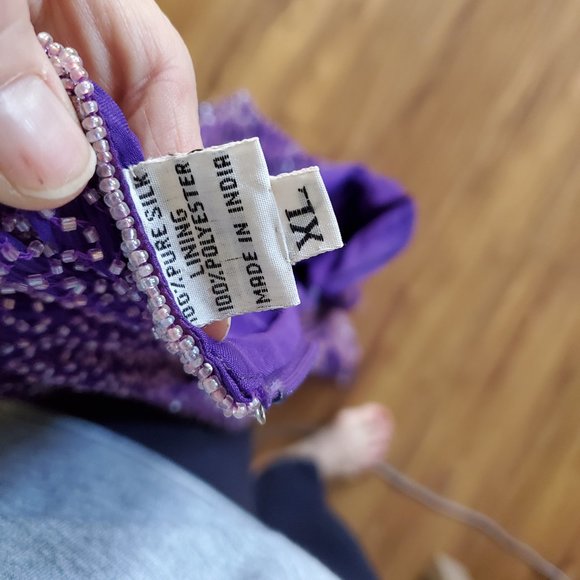 100% PURE SILK
LINING
100% POLYESTER
MADE IN INDIA
XL